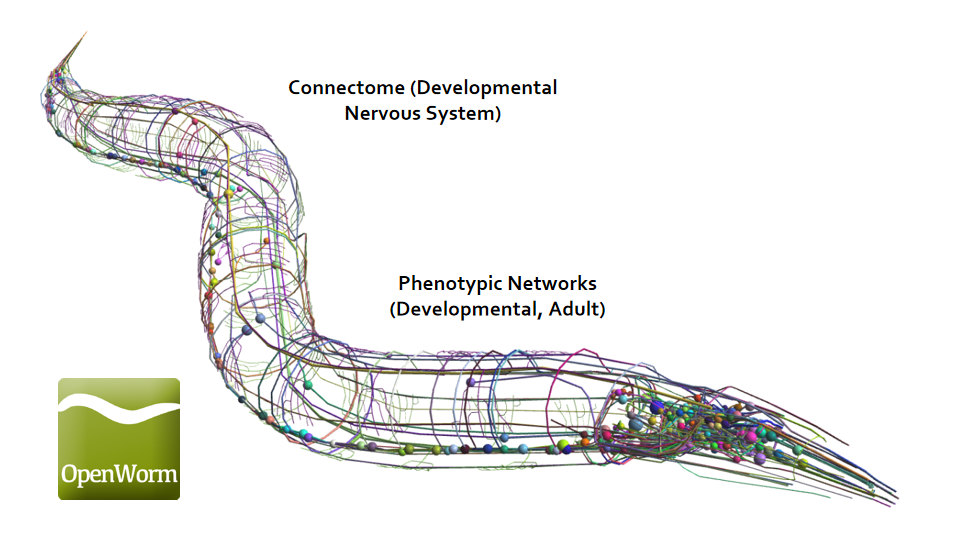 Connectome (Developmental
Nervous System)
Phenotypic Networks
(Developmental, Adult)
OpenWorm